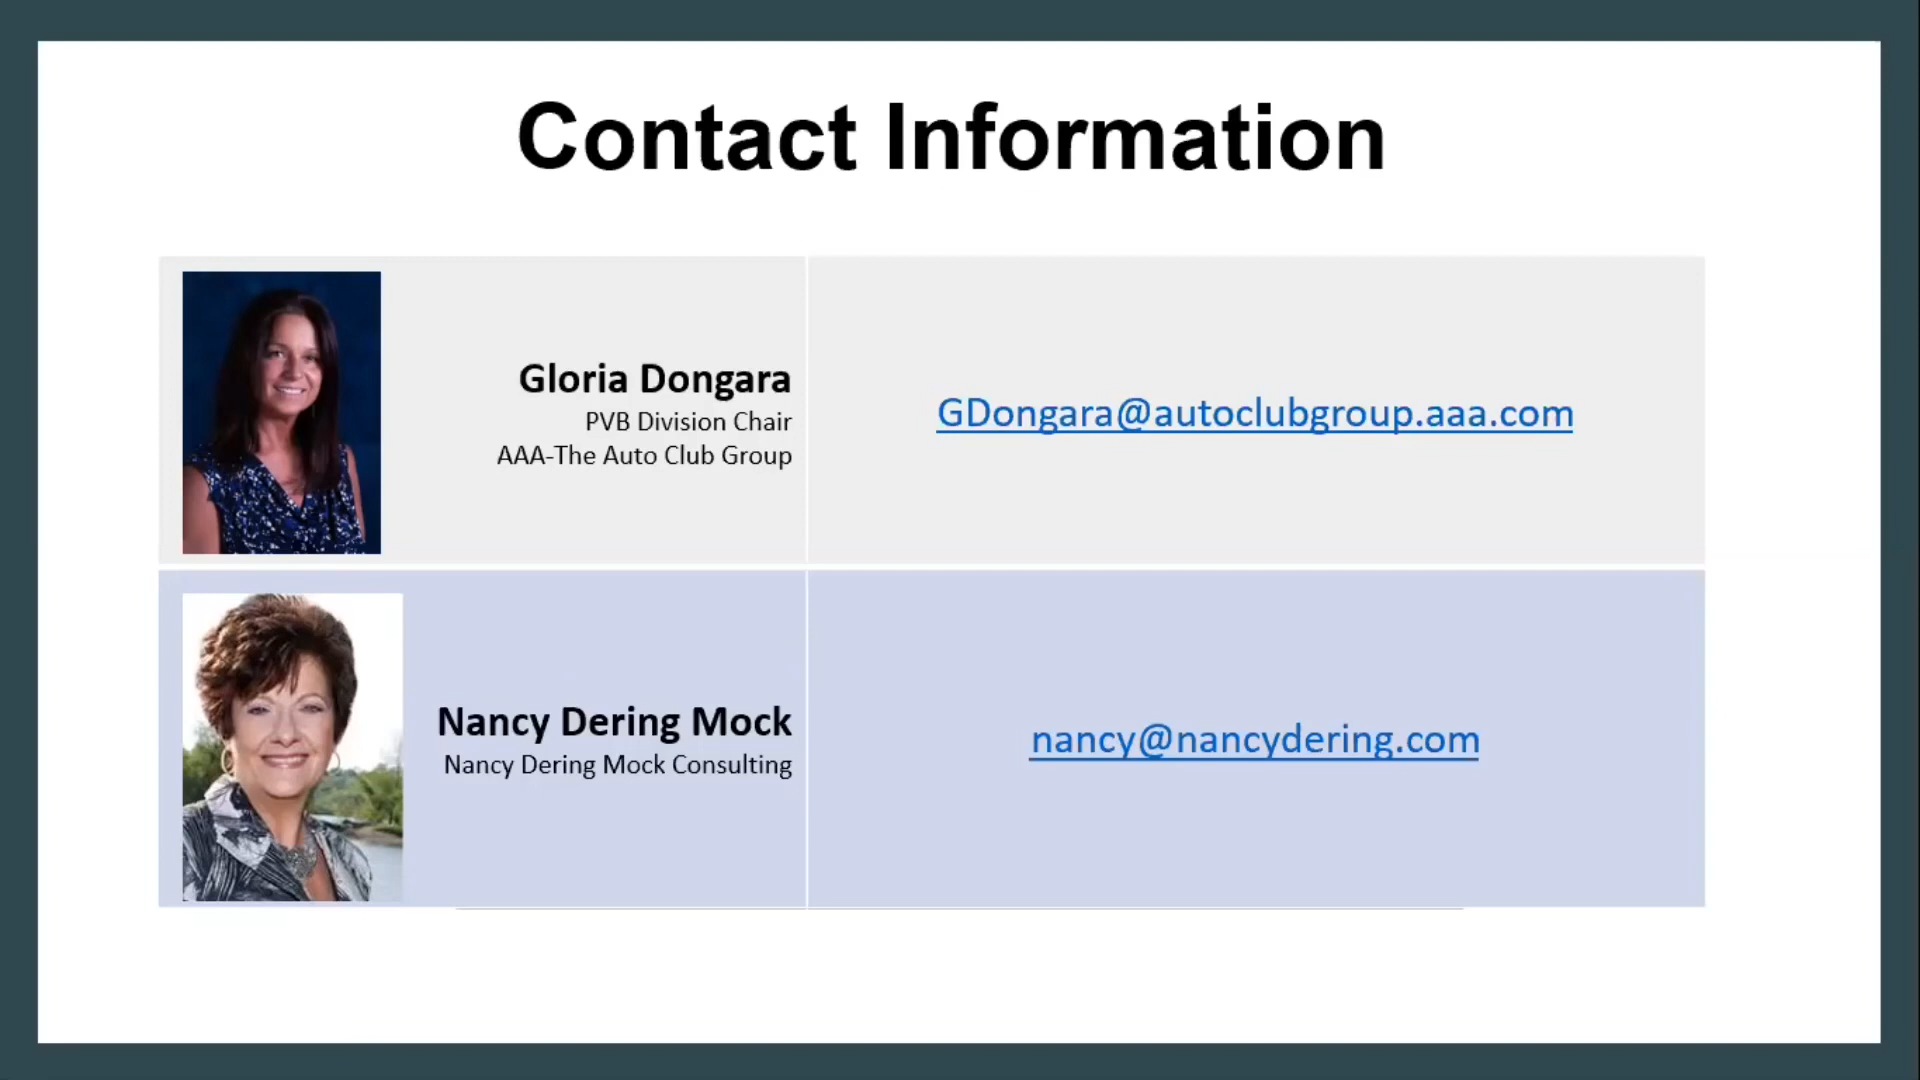 Contact Information
Gloria Dongara
PVB Division Chair
AAA-The Auto Club Group
GDongara@autoclubgroup.aaa.com
Nancy Dering Mock
Nancy Dering Mock Consulting
nancy@nancydering.com